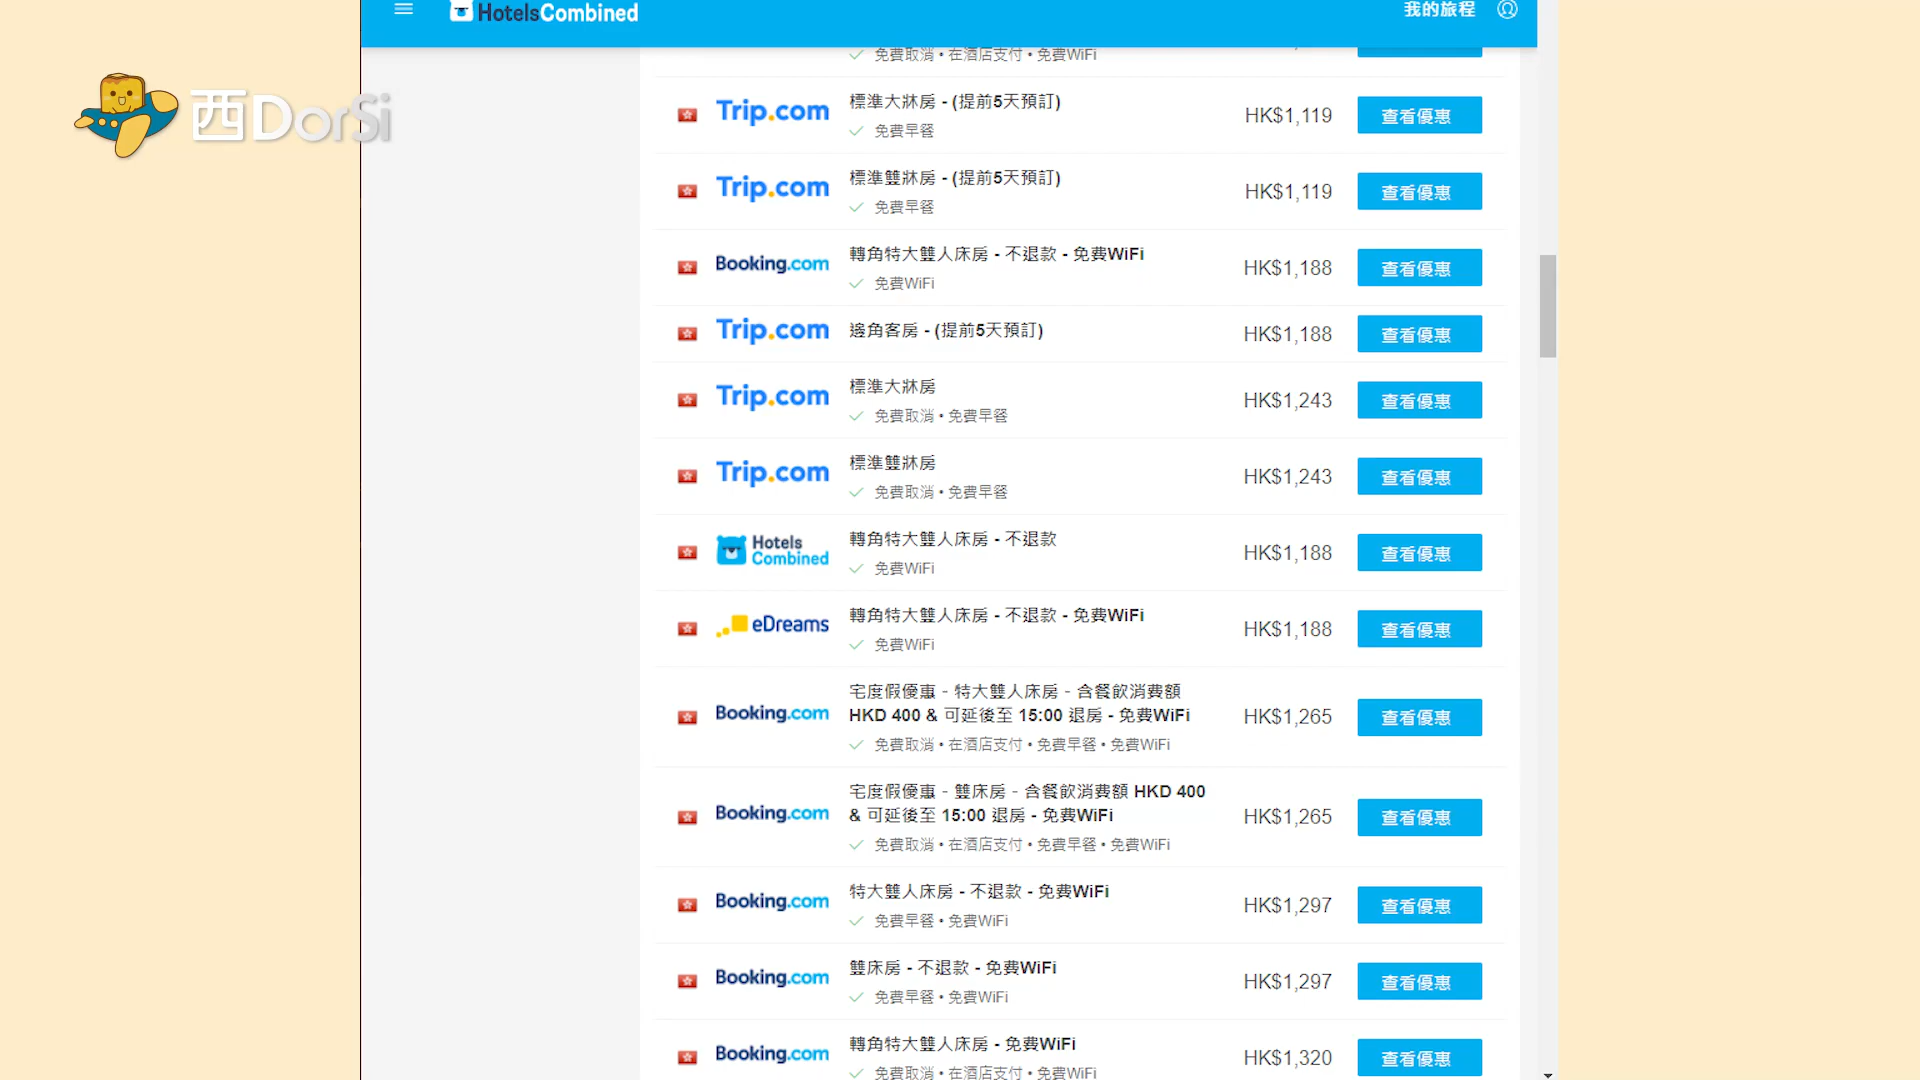 HotelsCombined
我的旅程
西DorSi
免費取消 • 在酒店支付 • 免費WiFi
Trip.com
標準大牀房 - (提前5天預訂)
免費早餐
HK$1,119
查看優惠
Trip.com
標準雙牀房 - (提前5天預訂)
免費早餐
HK$1,119
查看優惠
Booking.com
轉角特大雙人床房 - 不退款 - 免費WiFi
免費WiFi
HK$1,188
查看優惠
Trip.com
邊角客房 - (提前5天預訂)
HK$1,188
查看優惠
Trip.com
標準大牀房
免費取消 • 免費早餐
HK$1,243
查看優惠
Trip.com
標準雙牀房
免費取消 • 免費早餐
HK$1,243
查看優惠
Hotels
Combined
轉角特大雙人床房 - 不退款
免費WiFi
HK$1,188
查看優惠
eDreams
轉角特大雙人床房 - 不退款 - 免費WiFi
免費WiFi
HK$1,188
查看優惠
Booking.com
宅度假優惠 - 特大雙人床房 - 含餐飲消費額
HKD 400 & 可延後至 15:00 退房 - 免費WiFi
免費取消 • 在酒店支付 • 免費早餐 • 免費WiFi
HK$1,265
查看優惠
Booking.com
宅度假優惠 - 雙床房 - 含餐飲消費額 HKD 400
& 可延後至 15:00 退房 - 免費WiFi
免費取消 • 在酒店支付 • 免費早餐 • 免費WiFi
HK$1,265
查看優惠
Booking.com
特大雙人床房 - 不退款 - 免費WiFi
免費早餐 • 免費WiFi
HK$1,297
查看優惠
Booking.com
雙床房 - 不退款 - 免費WiFi
免費早餐 • 免費WiFi
HK$1,297
查看優惠
Booking.com
轉角特大雙人床房 - 免費WiFi
免費取消 • 在酒店支付 • 免費WiFi
HK$1,320
查看優惠